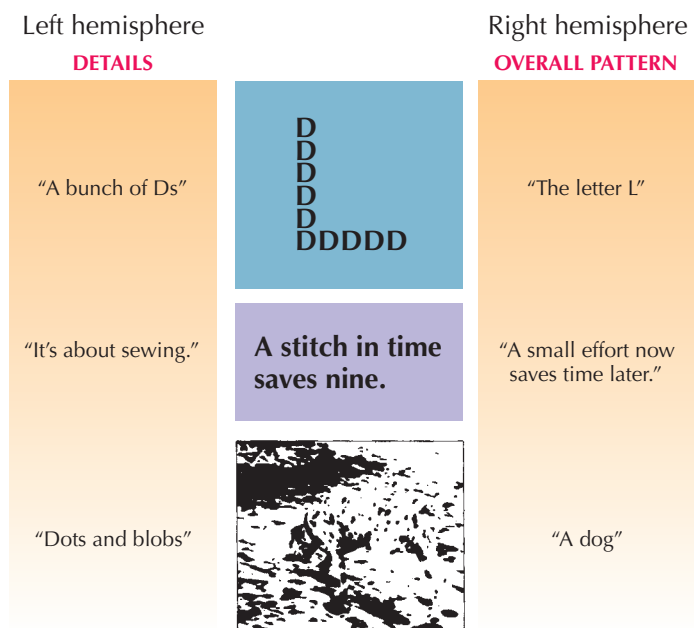 Left hemisphere
DETAILS
Right hemisphere
OVERALL PATTERN
“A bunch of Ds”
D
D
D
D
D
DDDDD
“The letter L”
“It’s about sewing.”
A stitch in time
saves nine.
“A small effort now
saves time later.”
“Dots and blobs”
“A dog”